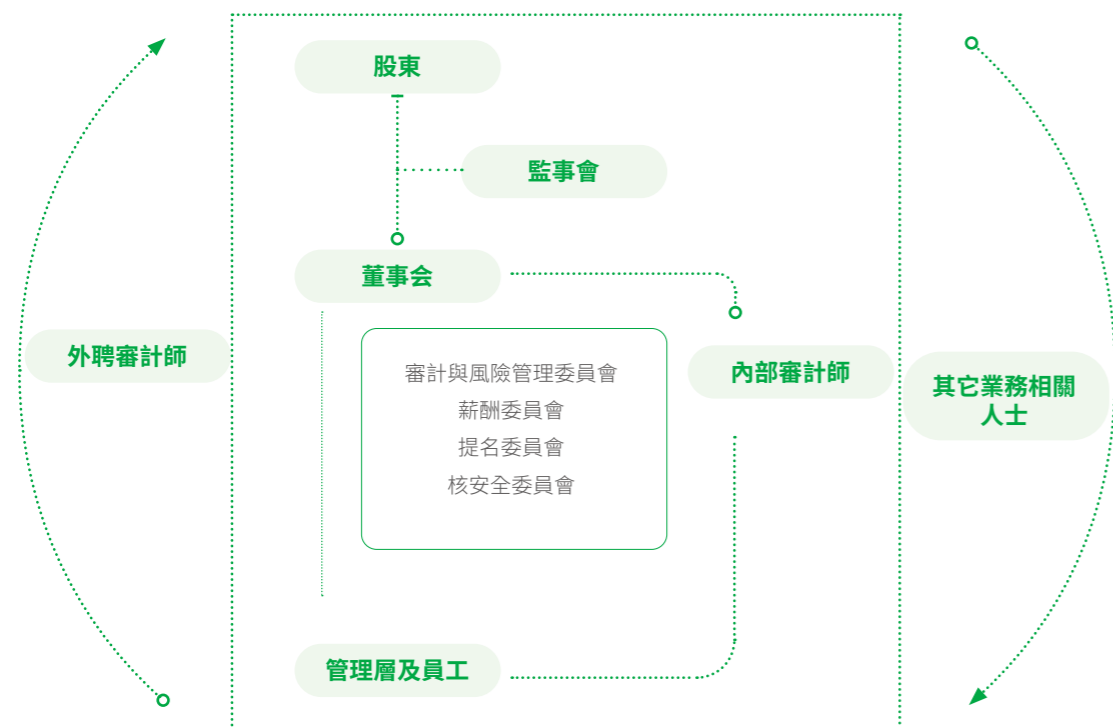 股東
監事會
董事会
外聘審計師
審計與風險管理委員會
薪酬委員會
提名委員會
核安全委員會
內部審計師
其它業務相關
人士
管理層及員工